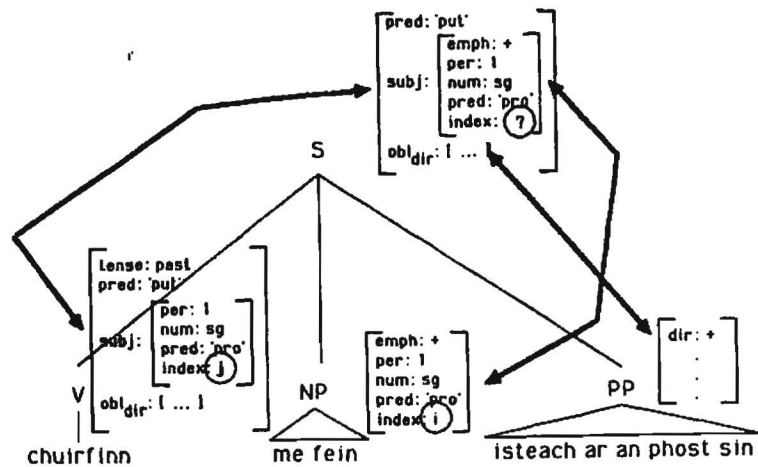 pred: 'put'
subj:
emph: +
per: 1
num: sg
pred: 'pro'
index: ?
obl dir: [ ... ]
S
tense: past
pred: 'put'
subj:
per: 1
num: sg
pred: 'pro'
index: j
obl dir: [ ... ]
V
chuirfinn
NP
me fein
emph: +
per: 1
num: sg
pred: 'pro'
index: i
PP
dir: +
.
.
.
isteach ar an phost sin